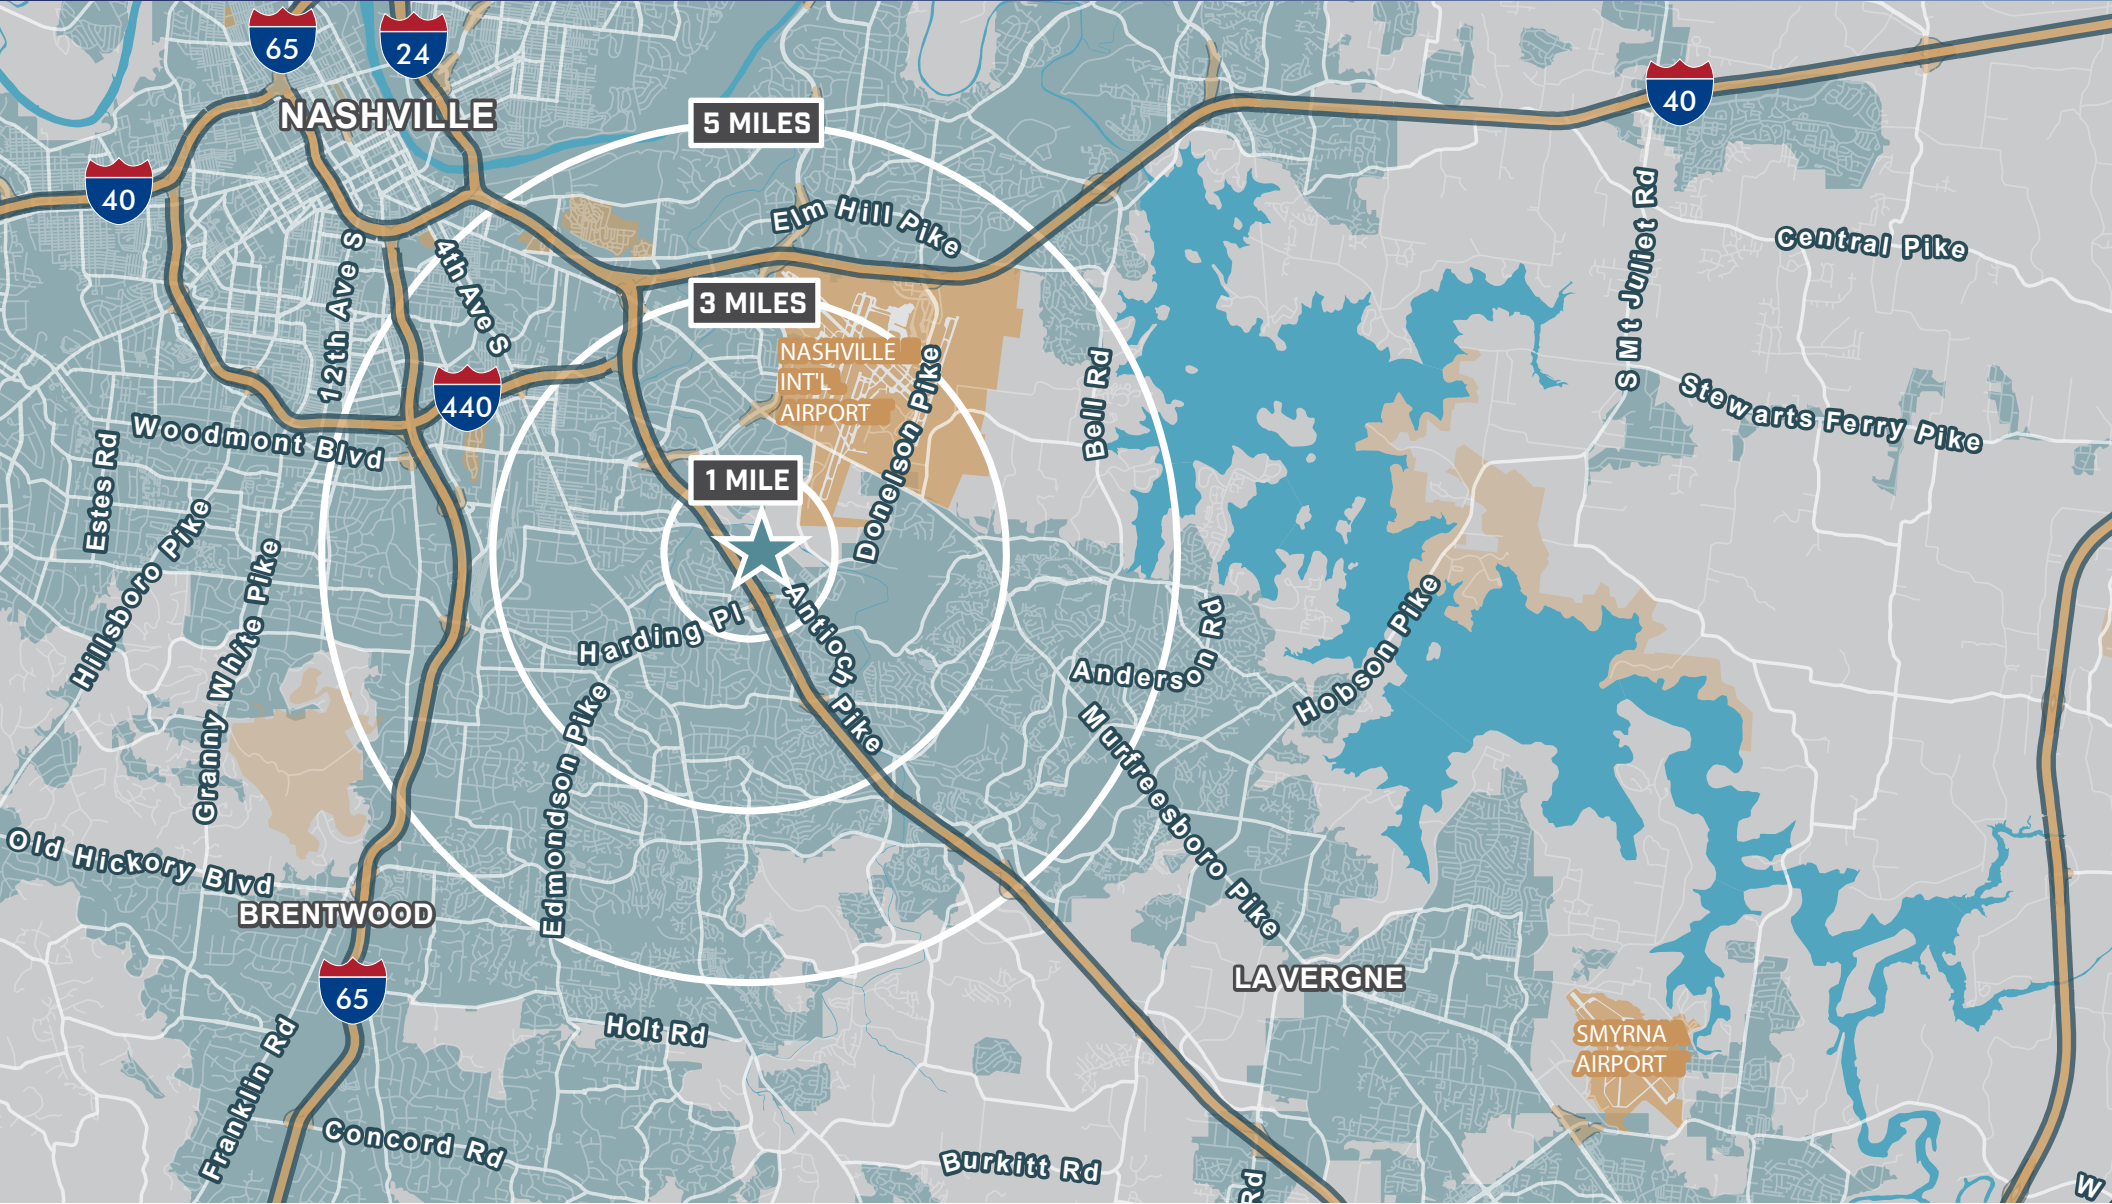 65
24
NASHVILLE
40
5 MILES
40
Elm Hill Pike
S Mt Juliet Rd
Central Pike
12th Ave S
4th Ave S
3 MILES
NASHVILLE
INT'L
AIRPORT
Donelson Pike
Bell Rd
440
Stewarts Ferry Pike
Woodmont Blvd
Estes Rd
1 MILE
Hillsboro Pike
Granny White Pike
Harding Pl
Antioch Pike
Anderson Rd
Hobson Pike
Edmondson Pike
Murfreesboro Pike
Old Hickory Blvd
BRENTWOOD
65
LA VERGNE
Holt Rd
SMYRNA
AIRPORT
Franklin Rd
Concord Rd
Burkitt Rd
Rd
W